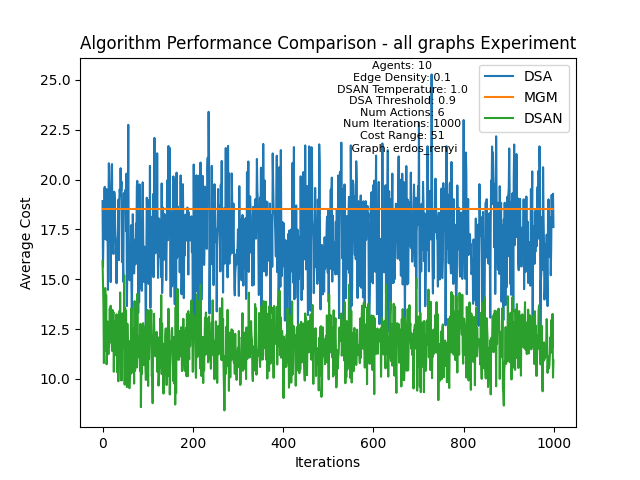 Algorithm Performance Comparison - all graphs Experiment
Agents: 10
Edge Density: 0.1
DSAN Temperature: 1.0
DSA Threshold: 0.9
Num Actions: 6
Num Iterations: 1000
Cost Range: 51
Graph: erdos_renyi
DSA
MGM
DSAN
Average Cost
25.0
22.5
20.0
17.5
15.0
12.5
10.0
0
200
400
600
800
1000
Iterations